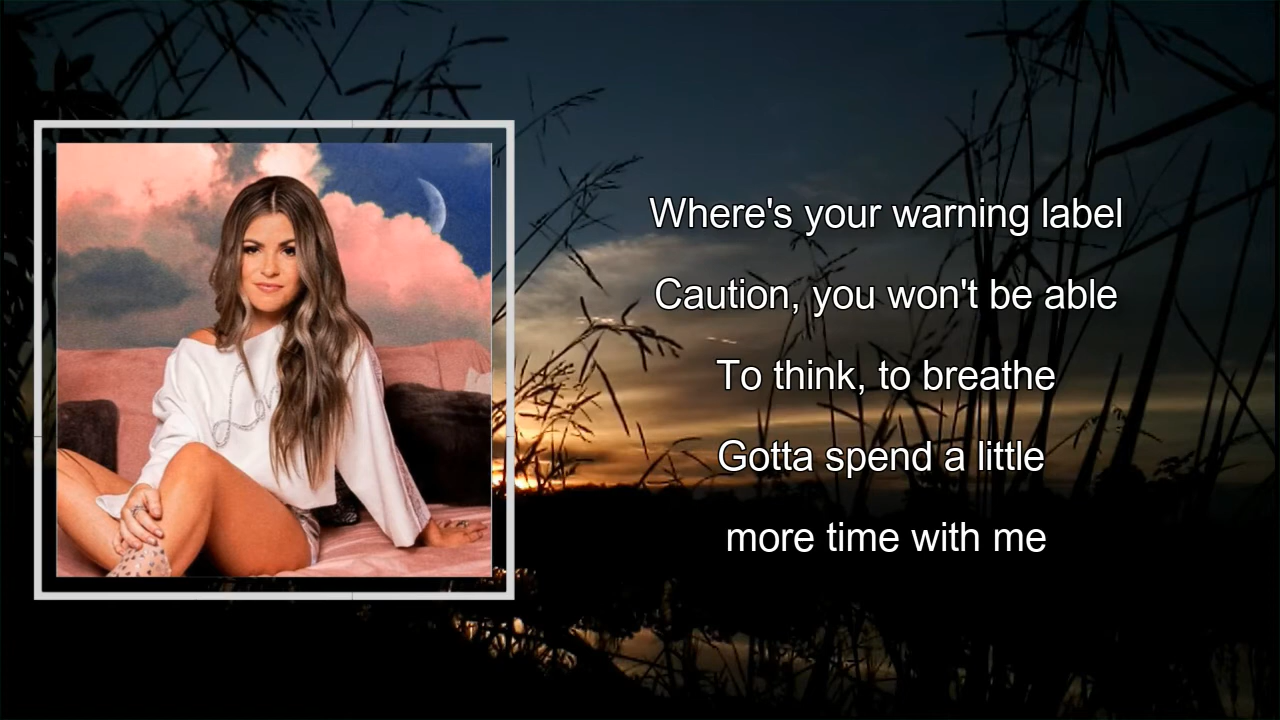 Where's your warning label
Caution, you won't be able
To think, to breathe
Gotta spend a little
more time with me